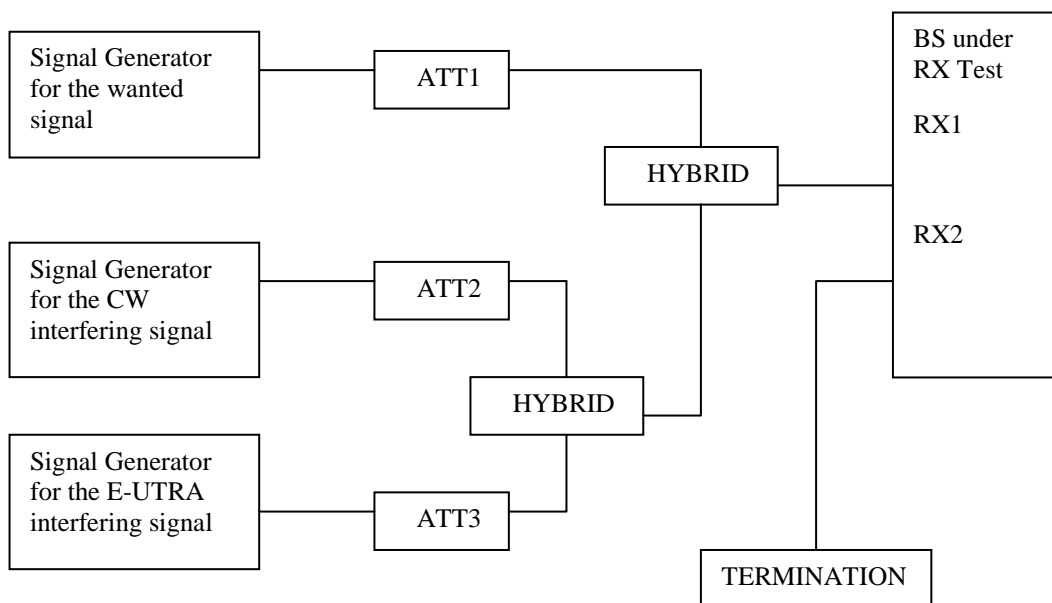 Signal Generator
for the wanted
signal
ATT1
BS under
RX Test
RX1
HYBRID
RX2
Signal Generator
for the CW
interfering signal
ATT2
HYBRID
Signal Generator
for the E-UTRA
interfering signal
ATT3
TERMINATION